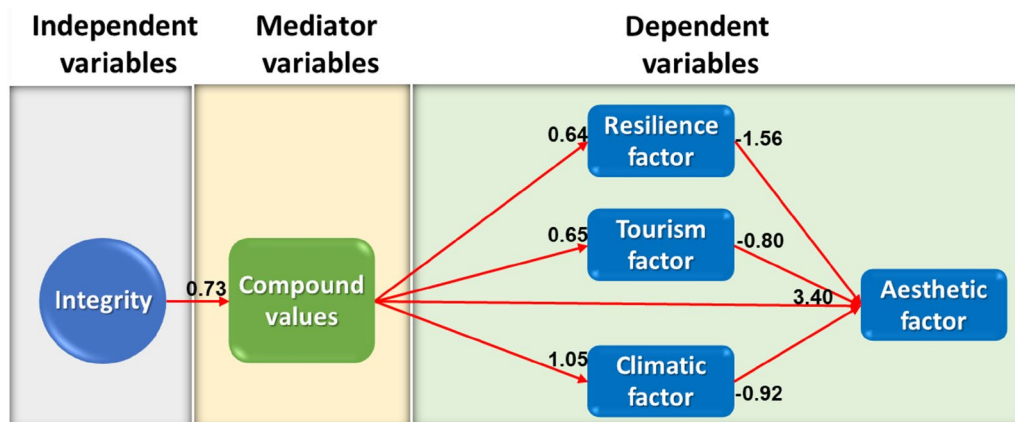 Independent
variables
Mediator
variables
Dependent
variables
Resilience
factor
0.64
-1.56
Tourism
factor
0.65
-0.80
Integrity
0.73
Compound
values
3.40
Aesthetic
factor
1.05
Climatic
factor
-0.92